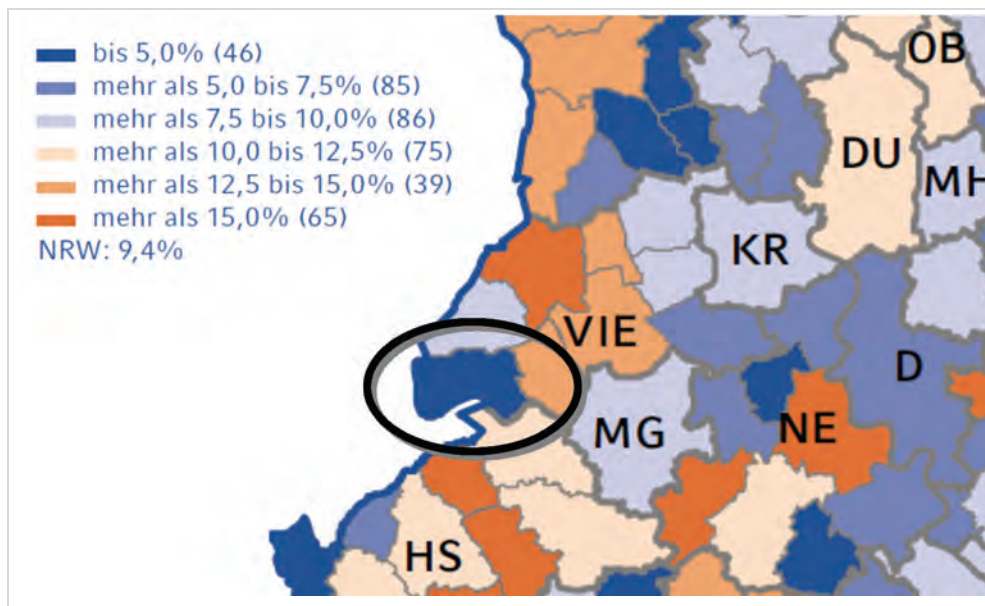 bis 5,0% (46)
mehr als 5,0 bis 7,5% (85)
mehr als 7,5 bis 10,0% (86)
mehr als 10,0 bis 12,5% (75)
mehr als 12,5 bis 15,0% (39)
mehr als 15,0% (65)
NRW: 9,4%
OB
DU
MH
KR
VIE
D
MG
NE
HS